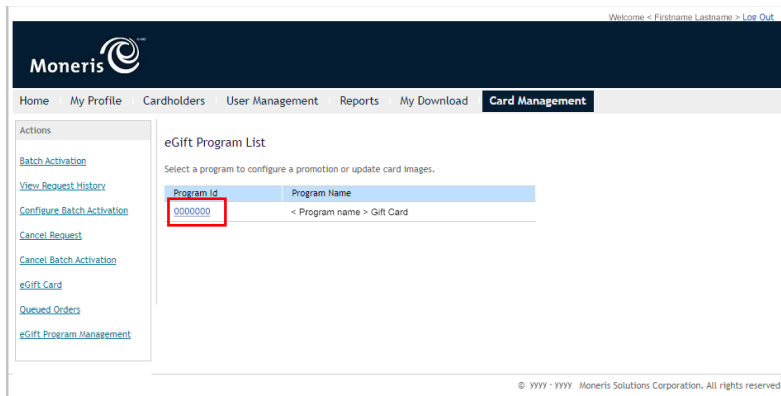 Welcome < Firstname Lastname > Log Out
Moneris
Home My Profile Cardholders User Management Reports My Download Card Management
Actions
Batch Activation
View Request History
Configure Batch Activation
Cancel Request
Cancel Batch Activation
eGift Card
Queued Orders
eGift Program Management
eGift Program List
Select a program to configure a promotion or update card images.
Program Id Program Name
0000000 < Program name > Gift Card
© yyyy - yyyy Moneris Solutions Corporation. All rights reserved